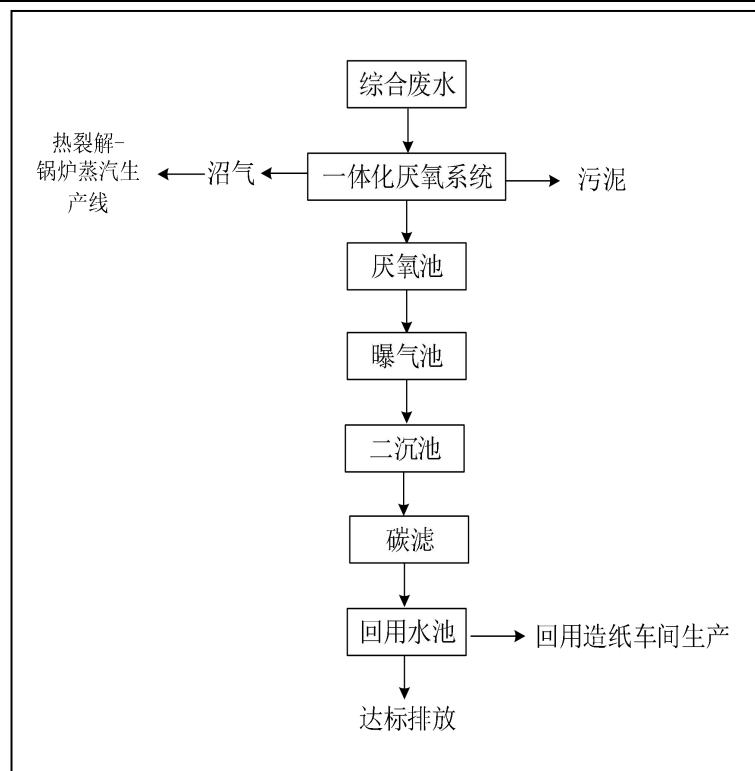 综合废水
热裂解-
锅炉蒸汽生
产线
沼气
一体化厌氧系统
污泥
厌氧池
曝气池
二沉池
碳滤
回用水池
回用造纸车间生产
达标排放